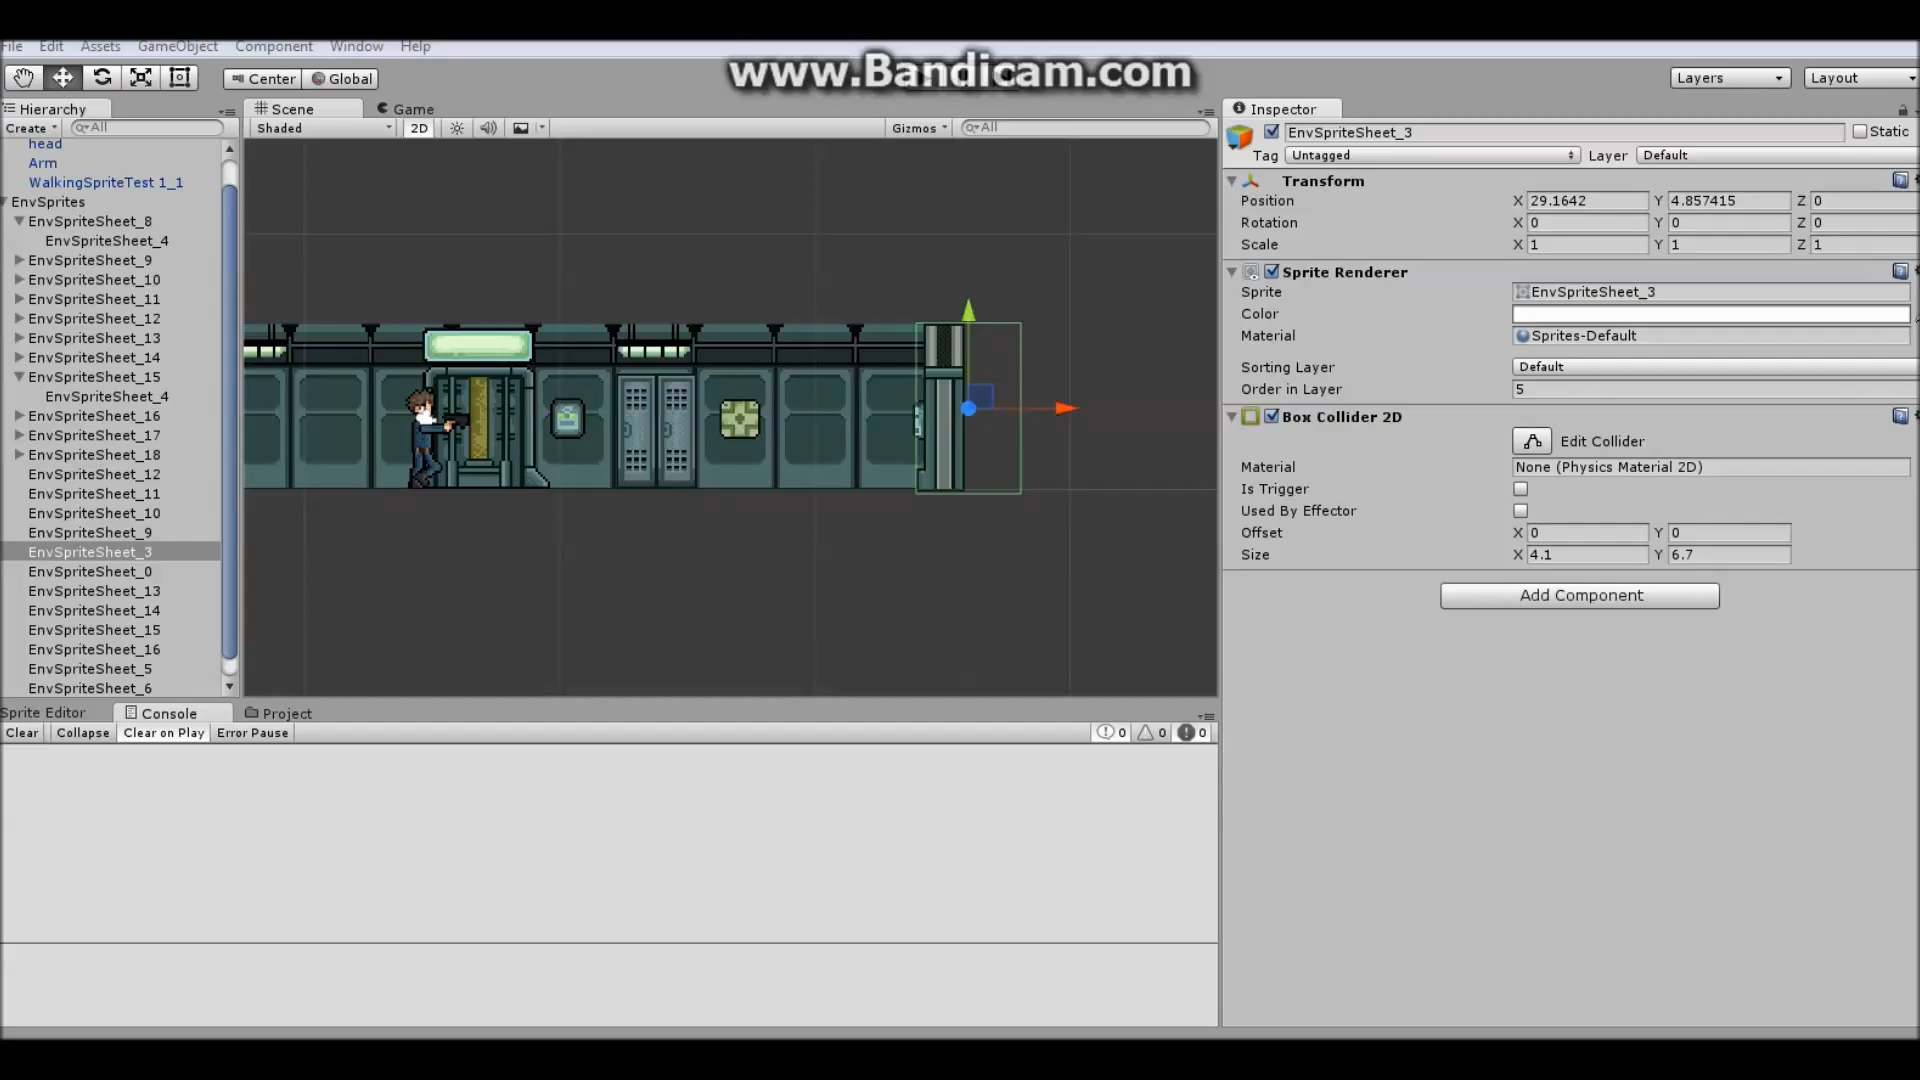 File Edit Assets GameObject Component Window Help
www.Bandicam.com
Center Global
Layers Layout
Hierarchy
Create All
head
Arm
WalkingSpriteTest 1_1
EnvSprites
EnvSpriteSheet_8
EnvSpriteSheet_4
EnvSpriteSheet_9
EnvSpriteSheet_10
EnvSpriteSheet_11
EnvSpriteSheet_12
EnvSpriteSheet_13
EnvSpriteSheet_14
EnvSpriteSheet_15
EnvSpriteSheet_4
EnvSpriteSheet_16
EnvSpriteSheet_17
EnvSpriteSheet_18
EnvSpriteSheet_12
EnvSpriteSheet_11
EnvSpriteSheet_10
EnvSpriteSheet_9
EnvSpriteSheet_3
EnvSpriteSheet_0
EnvSpriteSheet_13
EnvSpriteSheet_14
EnvSpriteSheet_15
EnvSpriteSheet_16
EnvSpriteSheet_5
EnvSpriteSheet_6
Scene Game
Shaded 2D Gizmos All
Sprite Editor Console Project
Clear Collapse Clear on Play Error Pause 0 0 0
Inspector
EnvSpriteSheet_3 Static
Tag Untagged Layer Default
Transform
Position X 29.1642 Y 4.857415 Z 0
Rotation X 0 Y 0 Z 0
Scale X 1 Y 1 Z 1
Sprite Renderer
Sprite EnvSpriteSheet_3
Color
Material Sprites-Default
Sorting Layer Default
Order in Layer 5
Box Collider 2D
Edit Collider
Material None (Physics Material 2D)
Is Trigger
Used By Effector
Offset X 0 Y 0
Size X 4.1 Y 6.7
Add Component